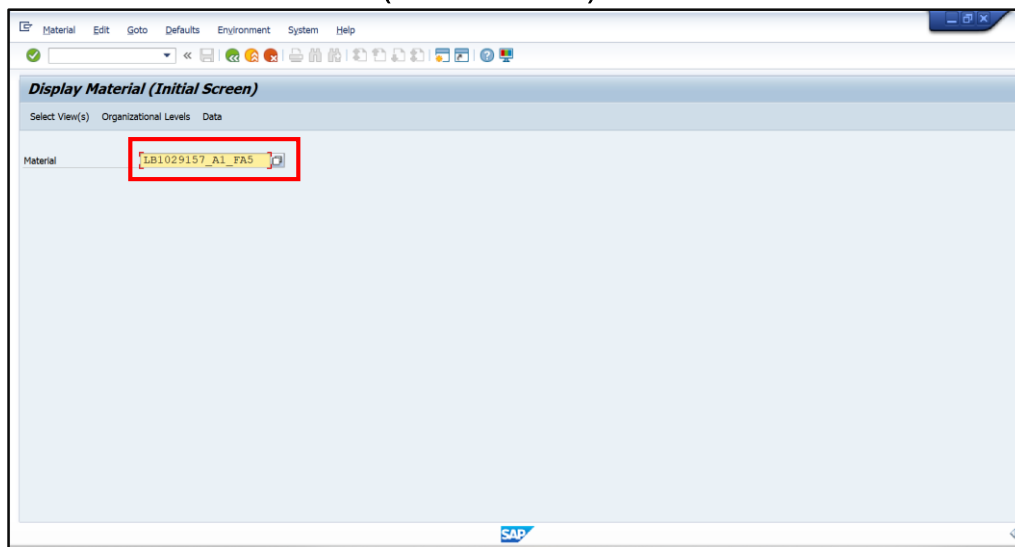 Material Edit Goto Defaults Environment System Help
Display Material (Initial Screen)
Select View(s) Organizational Levels Data
Material LB1029157_A1_FA5
SAP